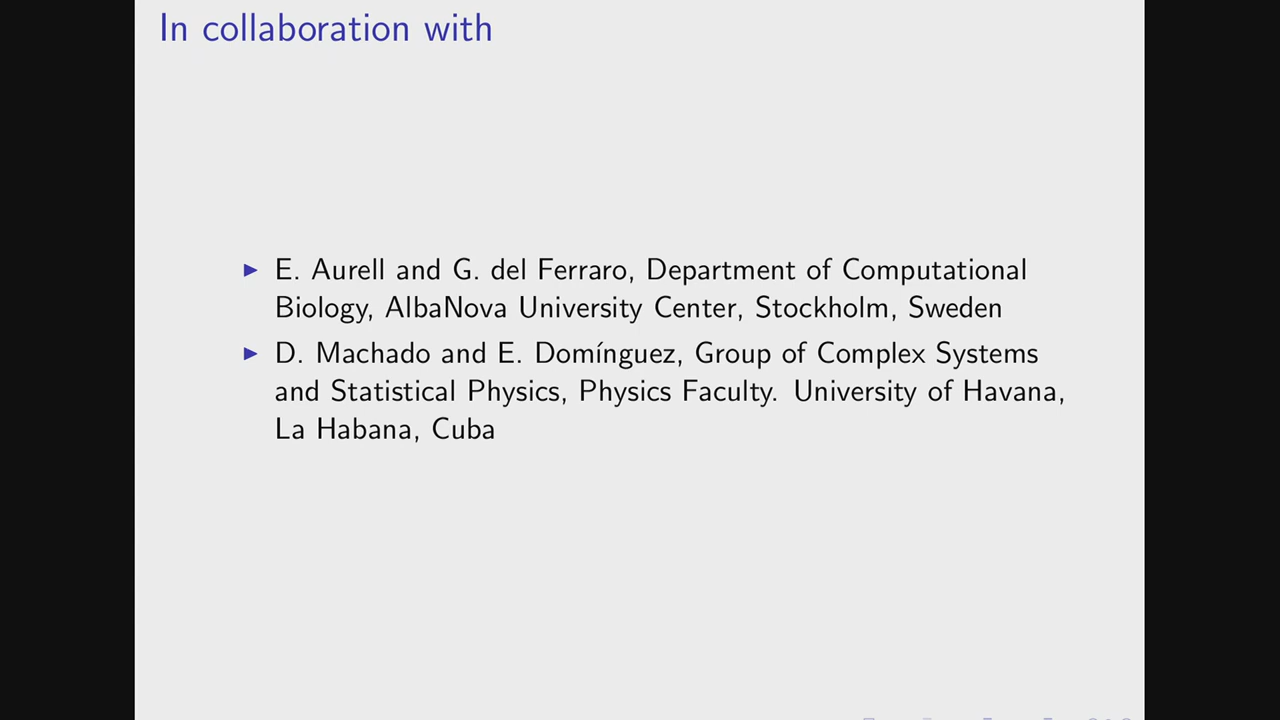 In collaboration with
▶ E. Aurell and G. del Ferraro, Department of Computational
Biology, AlbaNova University Center, Stockholm, Sweden
▶ D. Machado and E. Domínguez, Group of Complex Systems
and Statistical Physics, Physics Faculty. University of Havana,
La Habana, Cuba